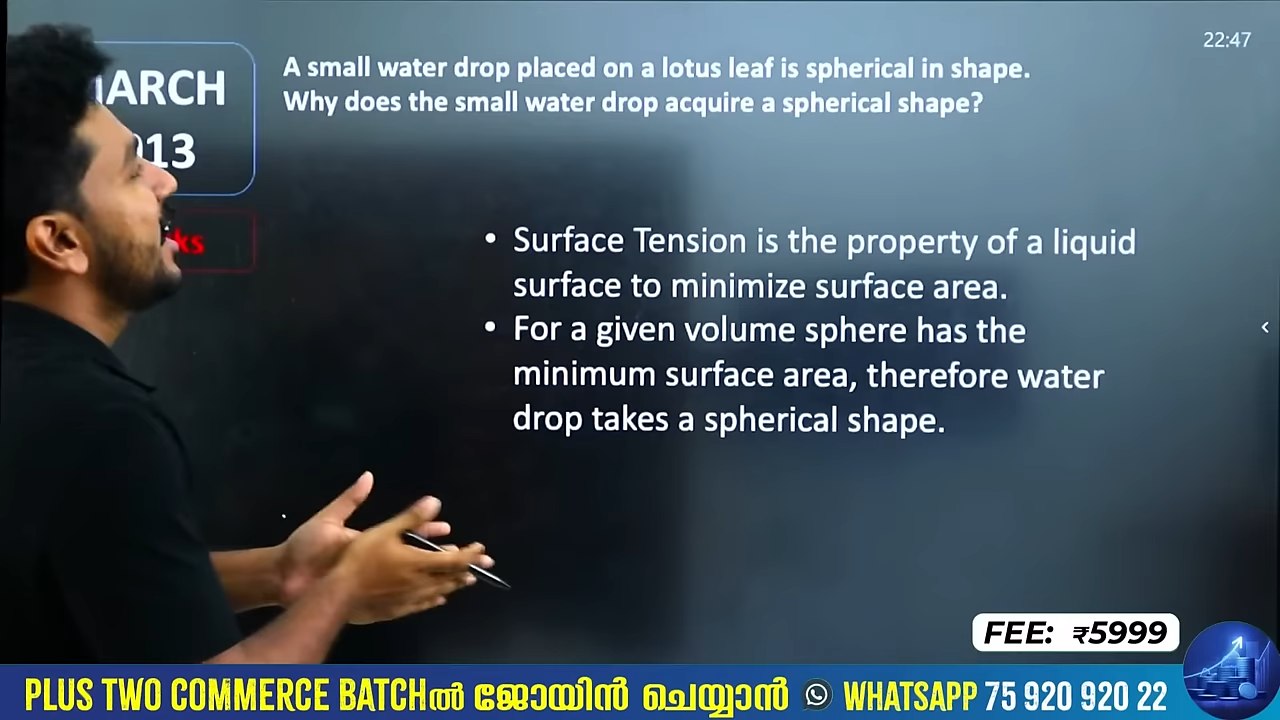 22:47
A small water drop placed on a lotus leaf is spherical in shape.
Why does the small water drop acquire a spherical shape?
• Surface Tension is the property of a liquid
surface to minimize surface area.
• For a given volume sphere has the
minimum surface area, therefore water
drop takes a spherical shape.
FEE: ₹5999
PLUS TWO COMMERCE BATCHൽ ജോയിൻ ചെയ്യാൻ WHATSAPP 75 920 920 22